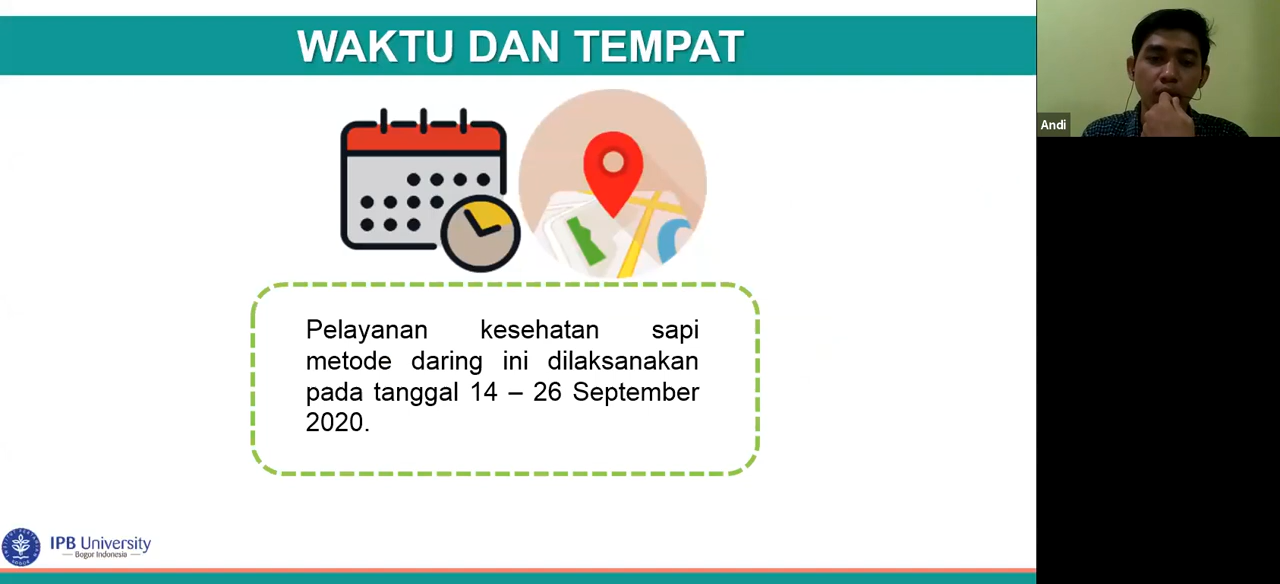 WAKTU DAN TEMPAT
Andi
Pelayanan kesehatan sapi
metode daring ini dilaksanakan
pada tanggal 14 – 26 September
2020.
IPB University
Bogor Indonesia